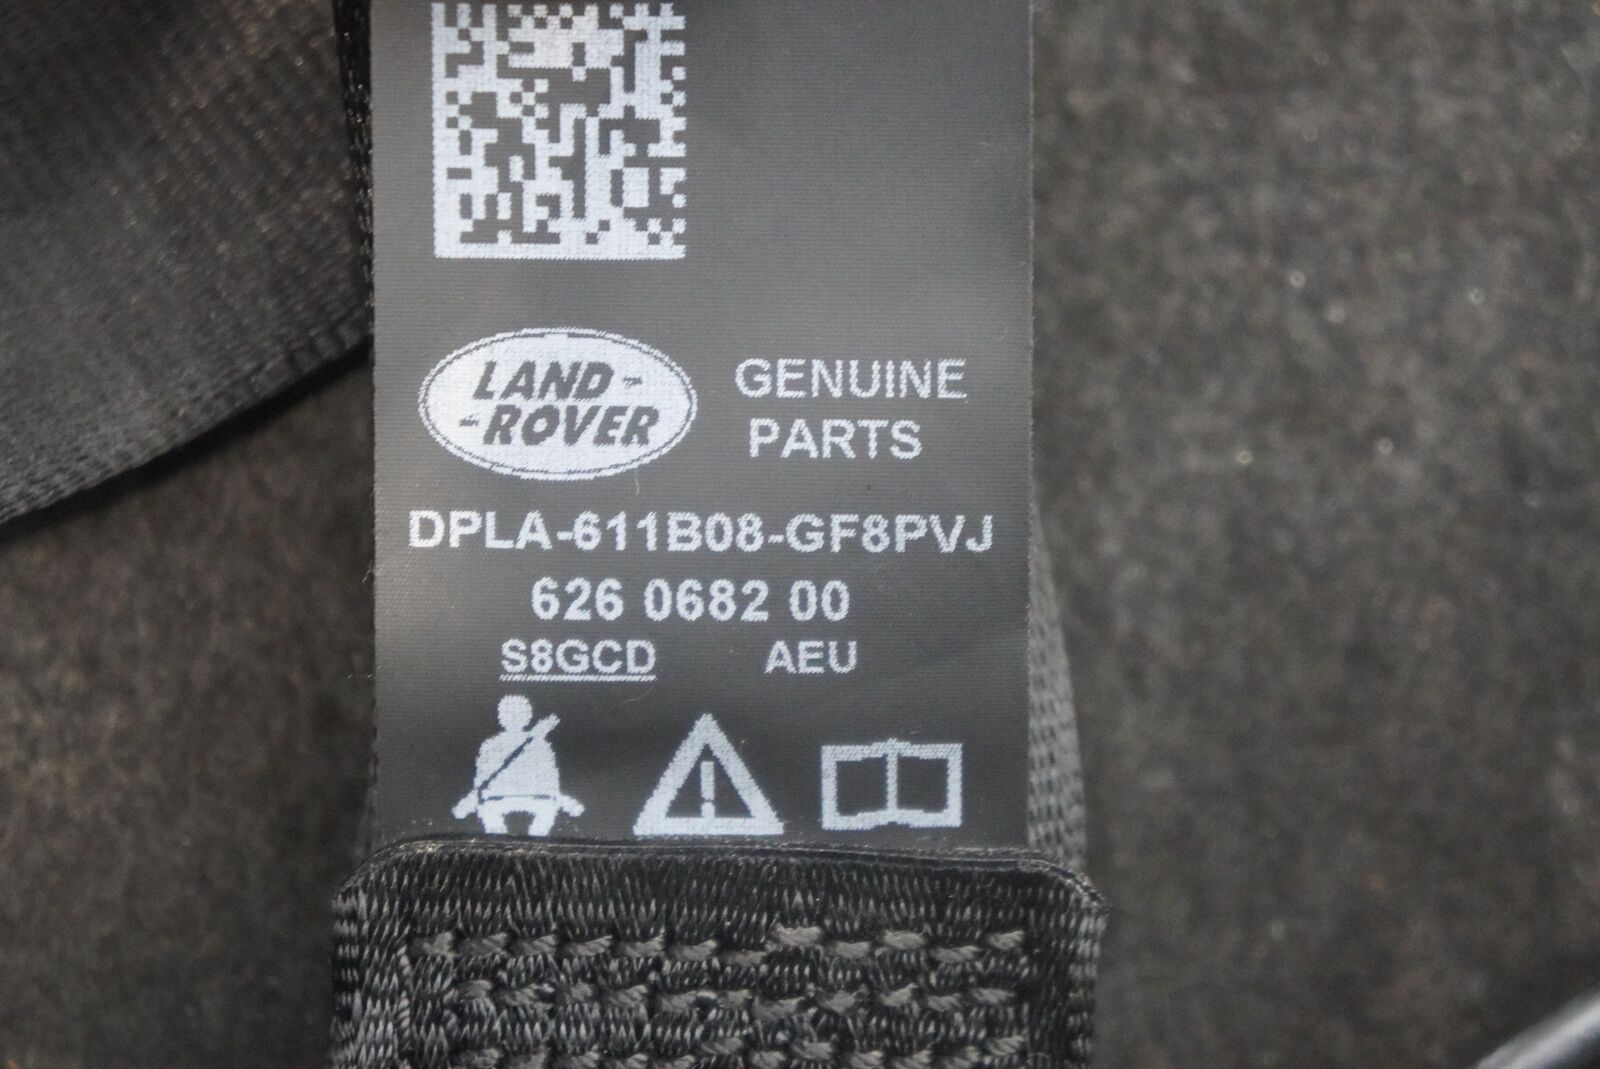 LAND-
-ROVER
GENUINE
PARTS
DPLA-611B08-GF8PVJ
626 0682 00
S8GCD AEU